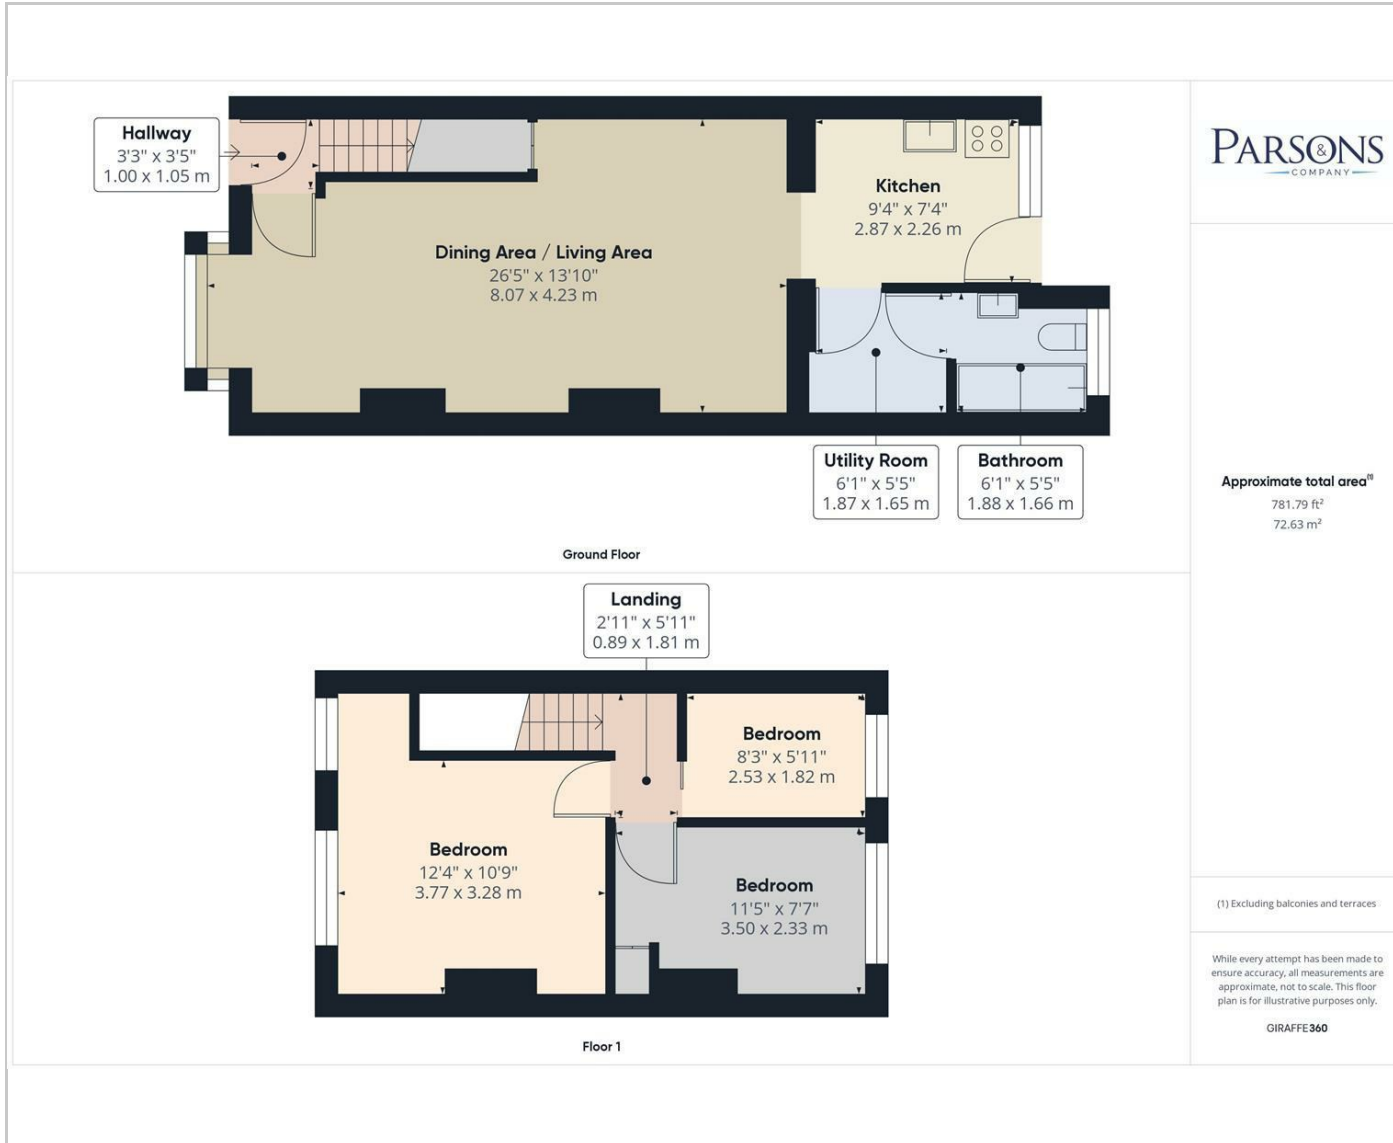 Hallway
3'3" x 3'5"
1.00 x 1.05 m
Dining Area / Living Area
26'5" x 13'10"
8.07 x 4.23 m
Kitchen
9'4" x 7'4"
2.87 x 2.26 m
Utility Room
6'1" x 5'5"
1.87 x 1.65 m
Bathroom
6'1" x 5'5"
1.88 x 1.66 m
Ground Floor
Landing
2'11" x 5'11"
0.89 x 1.81 m
Bedroom
8'3" x 5'11"
2.53 x 1.82 m
Bedroom
12'4" x 10'9"
3.77 x 3.28 m
Bedroom
11'5" x 7'7"
3.50 x 2.33 m
Floor 1
PARSONS &
COMPANY
Approximate total area(1)
781.79 ft²
72.63 m²
(1) Excluding balconies and terraces
While every attempt has been made to
ensure accuracy, all measurements are
approximate, not to scale. This floor
plan is for illustrative purposes only.
GIRAFFE360